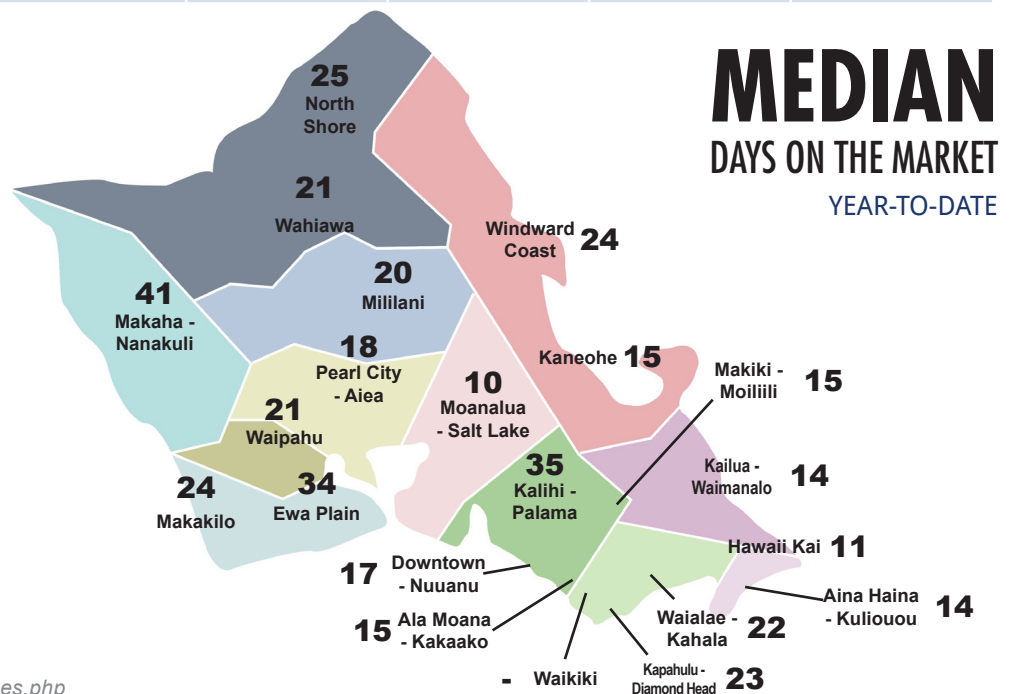 MEDIAN
DAYS ON THE MARKET
YEAR-TO-DATE
25
North
Shore
21
Wahiawa
Windward
Coast 24
20
Mililani
41
Makaha -
Nanakuli
18
Pearl City
- Aiea
Kaneohe 15
Makiki -
Moiliili 15
10
Moanalua
- Salt Lake
21
Waipahu
35
Kalihi -
Palama
Kailua -
Waimanalo 14
24
Makakilo
34
Ewa Plain
Hawaii Kai 11
17 Downtown
- Nuuanu
Aina Haina
- Kuliouou 14
15 Ala Moana
- Kakaako
Waialae -
Kahala 22
- Waikiki
Kapahulu -
Diamond Head 23
es.php